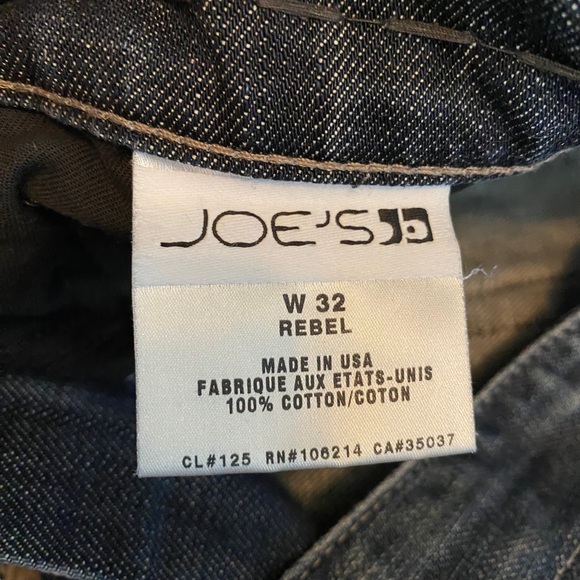 JOE'S
W 32
REBEL
MADE IN USA
FABRIQUE AUX ETATS-UNIS
100% COTTON/COTON
CL#125 RN#106214 CA#35037